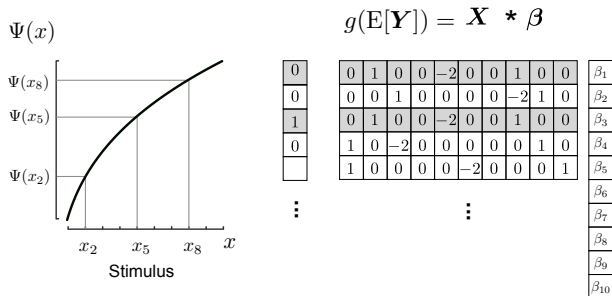 Ψ(x)
Ψ(x₈)
Ψ(x₅)
Ψ(x₂)
x₂ x₅ x₈ x
Stimulus
g(E[Y]) = X * β
0 0 1 0 0 −2 0 0 1 0 0 β₁
0 0 0 1 0 0 0 0 −2 1 0 β₂
1 0 1 0 0 −2 0 0 1 0 0 β₃
0 1 0 −2 0 0 0 0 0 1 0 β₄
1 0 0 0 0 −2 0 0 0 1 β₅
β₆
⋮ ⋮ β₇
β₈
β₉
β₁₀